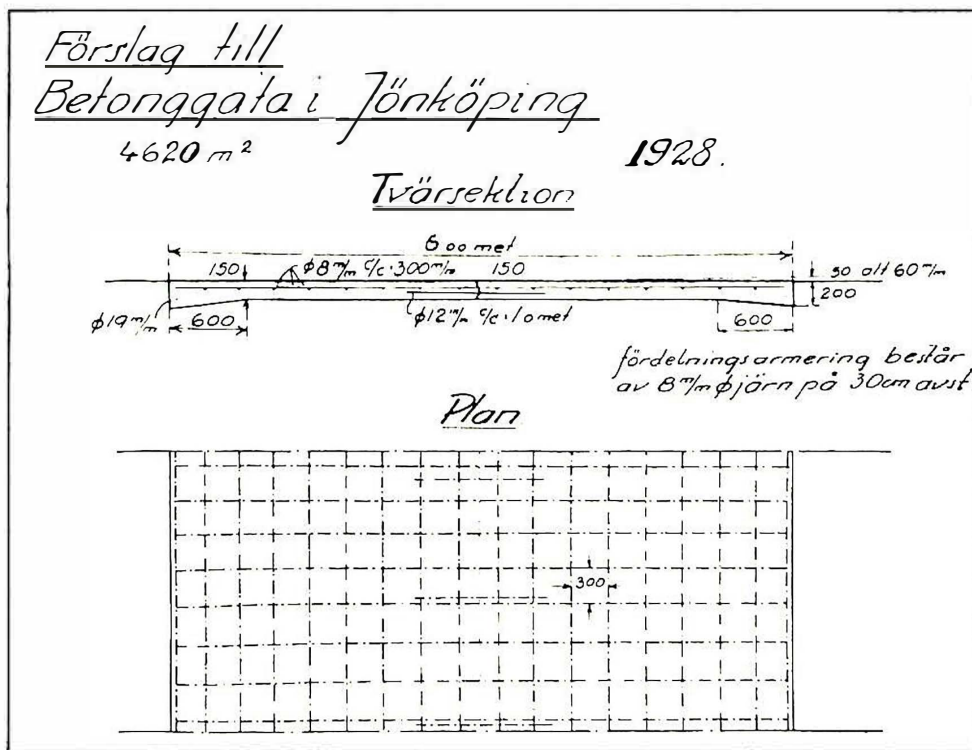 Förslag till
Betonggata i Jönköping
4620 m²
1928.
Tvärsektion
6 00 met
150
φ8 m/m c/c 300 m/m
150
50 alt 60 m/m
200
φ19 m/m
600
φ12 m/m c/c 1 0 met
600
fördelningsarmering består
av 8 m/m φ järn på 30cm avst
Plan
300